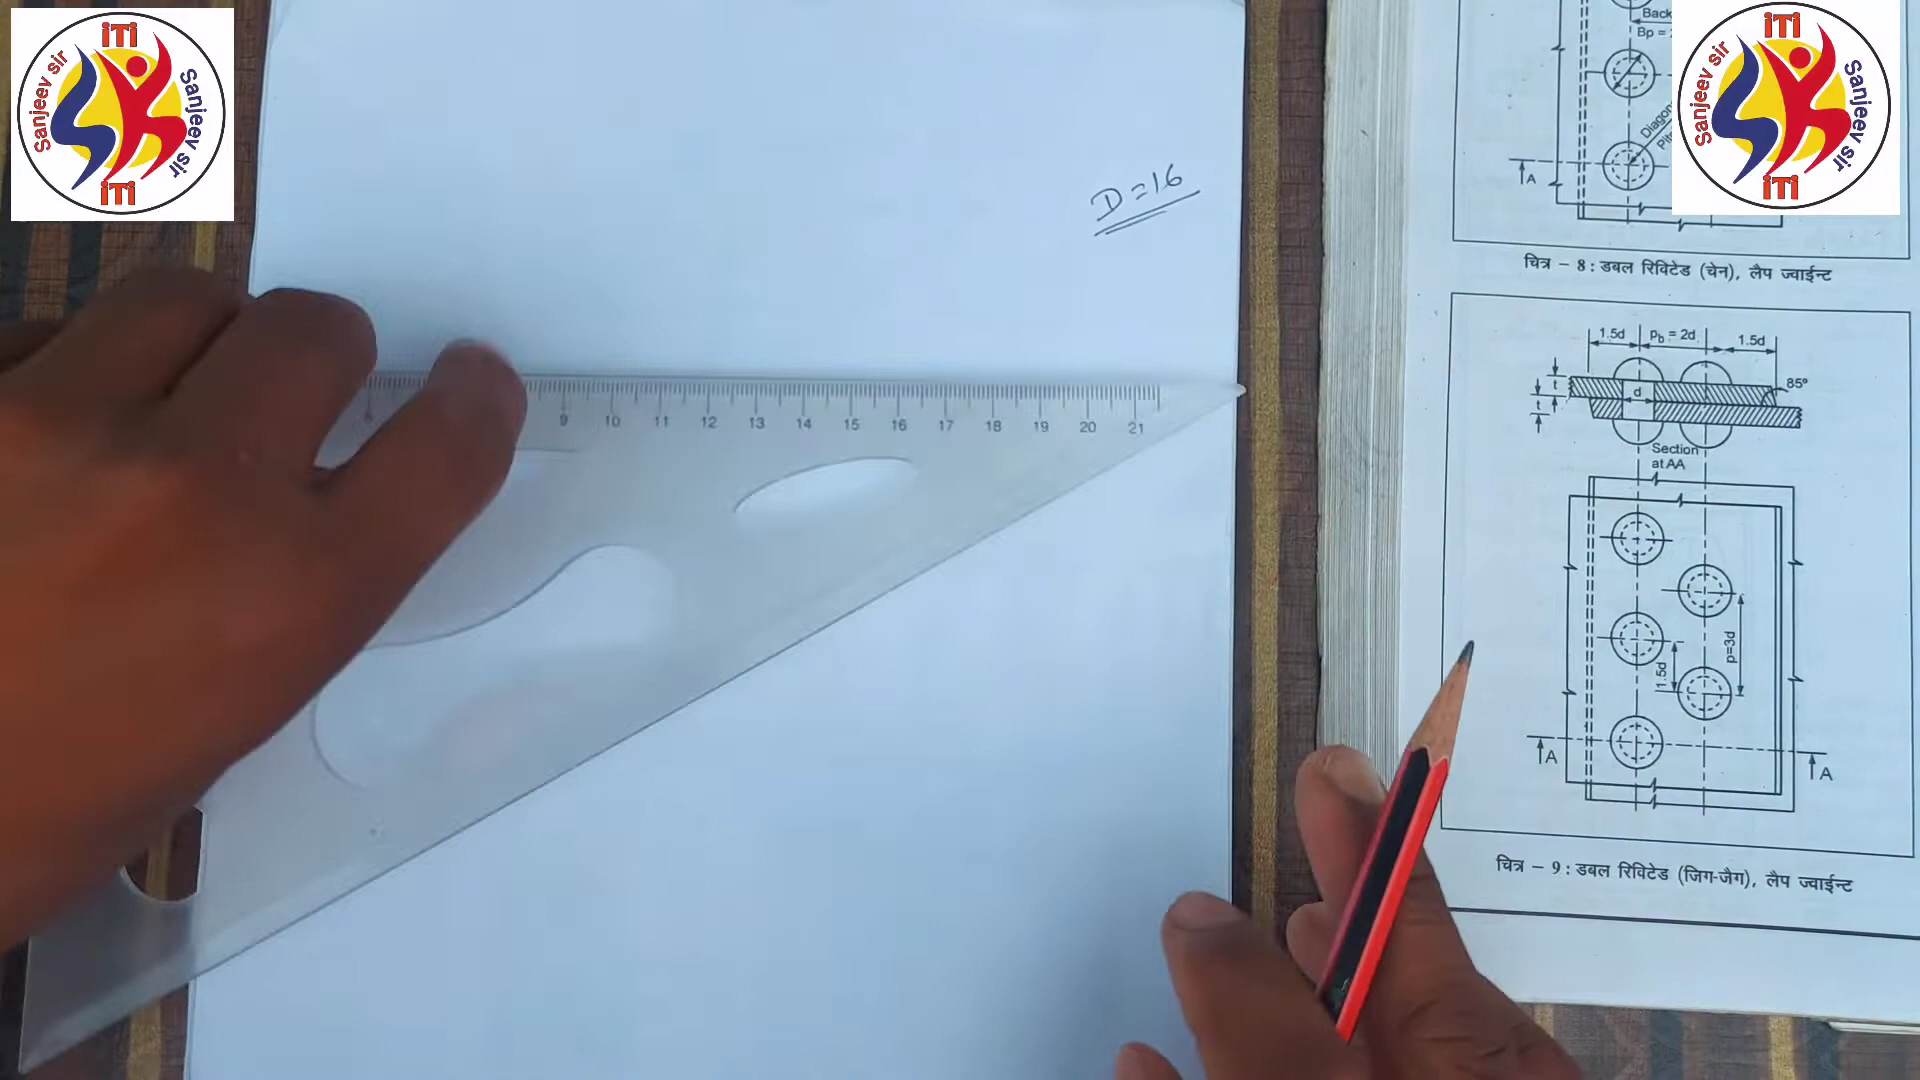 iTi
Sanjeev sir
Sanjeev sir
iTi
D=16
9 10 11 12 13 14 15 16 17 18 19 20 21
Back
Bp =
Diagon
A
iTi
Sanjeev sir
Sanjeev sir
iTi
चित्र – 8 : डबल रिविटेड (चेन), लैप ज्वाईन्ट
1.5d
pb = 2d
1.5d
85º
t
d
t
Section
at AA
p=3d
1.5d
A
A
चित्र – 9 : डबल रिविटेड (जिग-जैग), लैप ज्वाईन्ट